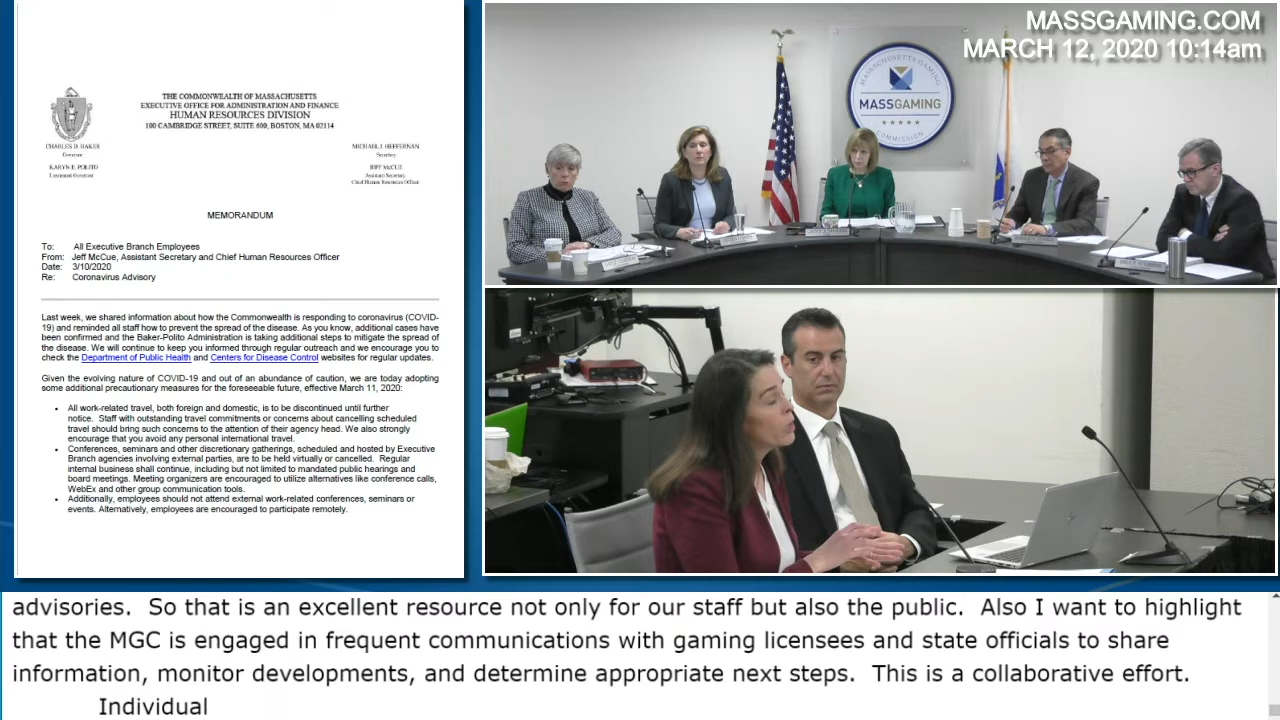 THE COMMONWEALTH OF MASSACHUSETTS
EXECUTIVE OFFICE FOR ADMINISTRATION AND FINANCE
HUMAN RESOURCES DIVISION
100 CAMBRIDGE STREET, SUITE 600, BOSTON, MA 02114
CHARLES D. BAKER
Governor
KARYN E. POLITO
Lieutenant Governor
MICHAEL J. HEFFERNAN
Secretary
JEFF McCUE
Assistant Secretary
Chief Human Resources Officer
MEMORANDUM
To: All Executive Branch Employees
From: Jeff McCue, Assistant Secretary and Chief Human Resources Officer
Date: 3/10/2020
Re: Coronavirus Advisory
Last week, we shared information about how the Commonwealth is responding to coronavirus (COVID-
19) and reminded all staff how to prevent the spread of the disease. As you know, additional cases have
been confirmed and the Baker-Polito Administration is taking additional steps to mitigate the spread of
the disease. We will continue to keep you informed through regular outreach and we encourage you to
check the Department of Public Health and Centers for Disease Control websites for regular updates.
Given the evolving nature of COVID-19 and out of an abundance of caution, we are today adopting
some additional precautionary measures for the foreseeable future, effective March 11, 2020:
• All work-related travel, both foreign and domestic, is to be discontinued until further
notice. Staff with outstanding travel commitments or concerns about cancelling scheduled
travel should bring such concerns to the attention of their agency head. We also strongly
encourage that you avoid any personal international travel.
• Conferences, seminars and other discretionary gatherings, scheduled and hosted by Executive
Branch agencies involving external parties, are to be held virtually or cancelled. Regular
internal business shall continue, including but not limited to mandated public hearings and
board meetings. Meeting organizers are encouraged to utilize alternatives like conference calls,
WebEx and other group communication tools.
• Additionally, employees should not attend external work-related conferences, seminars or
events. Alternatively, employees are encouraged to participate remotely.
MASSGAMING.COM
MARCH 12, 2020 10:14am
MASSACHUSETTS GAMING
MASSGAMING
COMMISSION
advisories. So that is an excellent resource not only for our staff but also the public. Also I want to highlight
that the MGC is engaged in frequent communications with gaming licensees and state officials to share
information, monitor developments, and determine appropriate next steps. This is a collaborative effort.
Individual